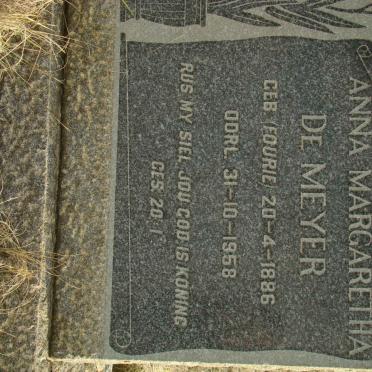 ANNA MARGARETHA
DE MEYER
GEB. FOURIE, 20-4-1886
OORL. 31-10-1958
RUS MY SIEL, JOU GOD IS KONING
GES. 20:1